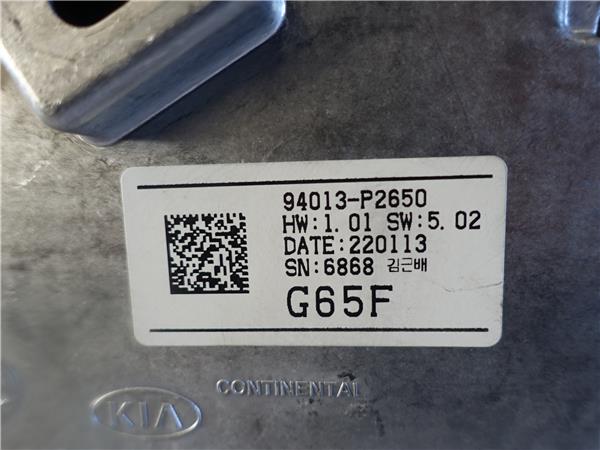 94013-P2650
HW:1.01 SW:5.02
DATE:220113
SN:6868 김근배
G65F
CONTINENTAL
KIA